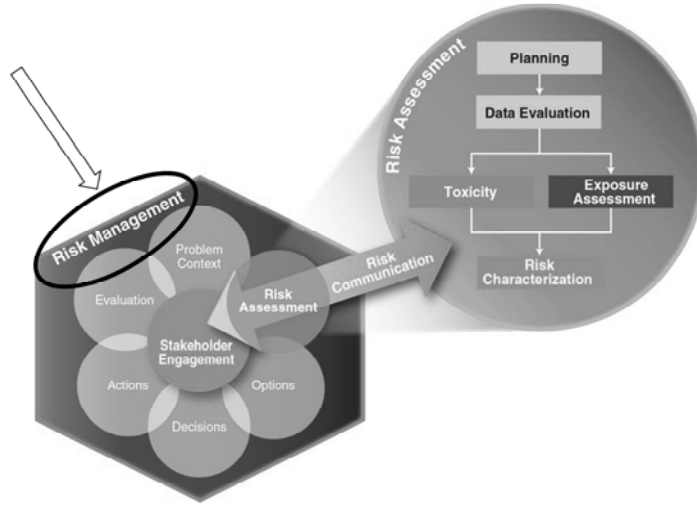 Risk Assessment
Planning
Data Evaluation
Toxicity
Exposure
Assessment
Risk
Characterization
Risk
Communication
Risk Management
Problem
Context
Evaluation
Risk
Assessment
Stakeholder
Engagement
Actions
Options
Decisions